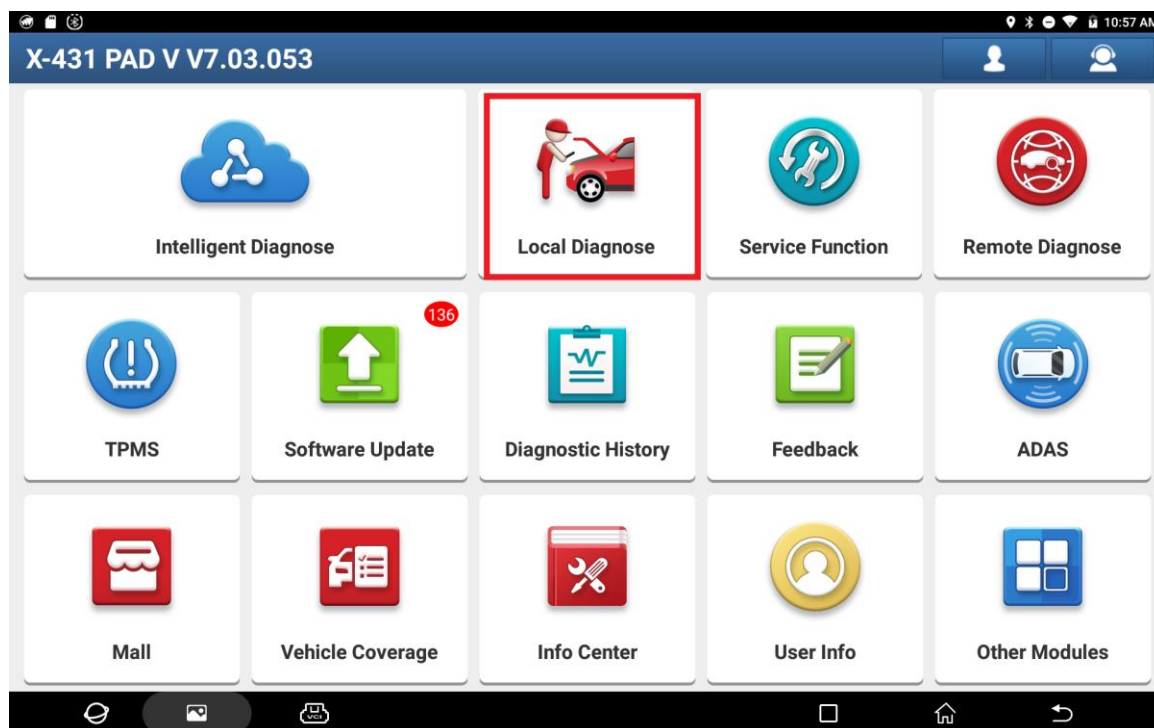 10:57 AM
X-431 PAD V V7.03.053
Intelligent Diagnose
Local Diagnose
Service Function
Remote Diagnose
136
TPMS
Software Update
Diagnostic History
Feedback
ADAS
Mall
Vehicle Coverage
Info Center
User Info
Other Modules
VCI